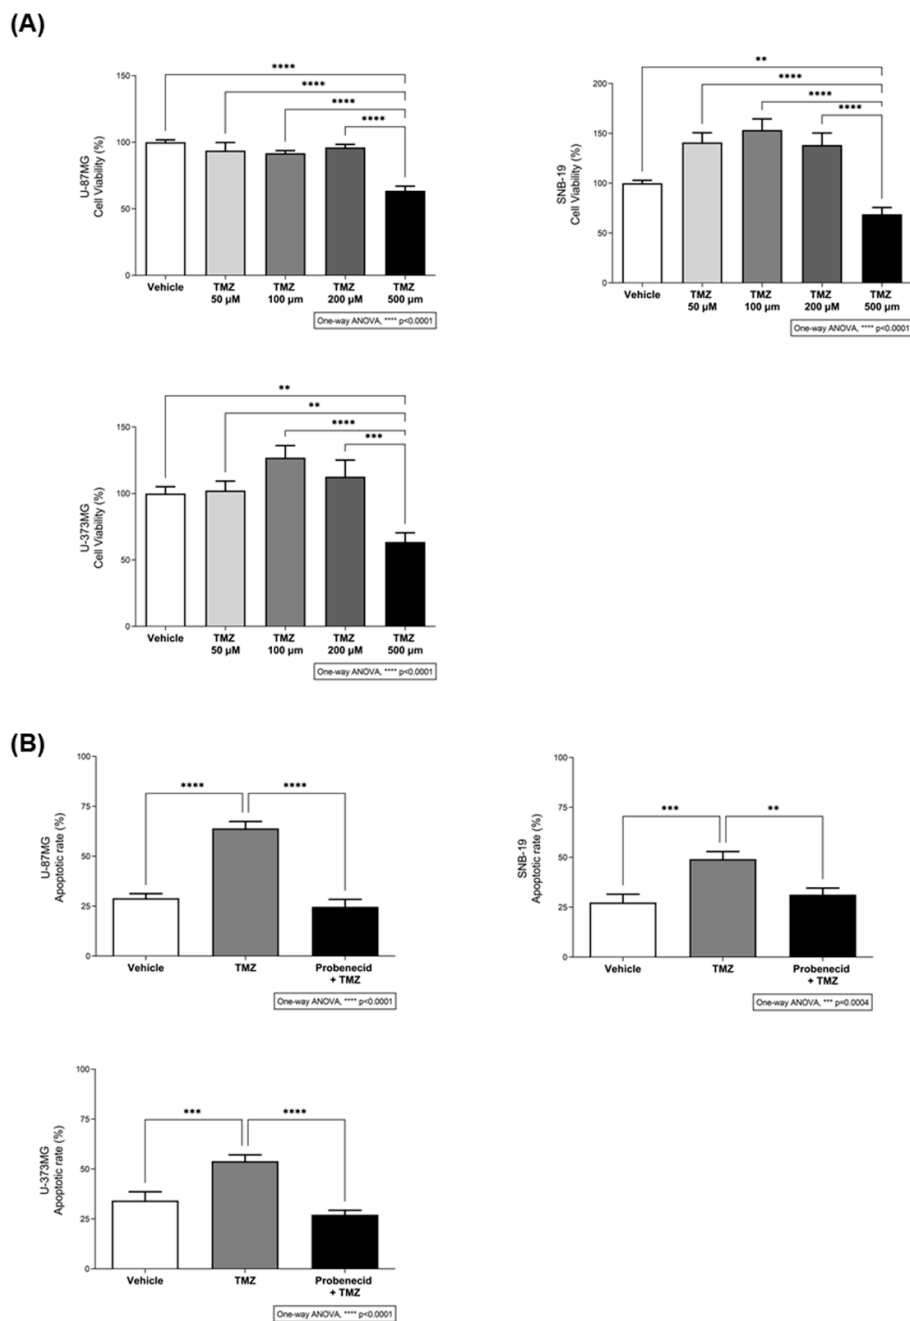 (A)
U-87MG
Cell Viability (%)
150
100
50
0
****
****
****
****
Vehicle
TMZ
50 µM
TMZ
100 µm
TMZ
200 µM
TMZ
500 µm
One-way ANOVA, **** p<0.0001
SNB-19
Cell Viability (%)
200
150
100
50
0
**
****
****
****
Vehicle
TMZ
50 µM
TMZ
100 µm
TMZ
200 µM
TMZ
500 µm
One-way ANOVA, **** p<0.0001
U-373MG
Cell Viability (%)
150
100
50
0
**
**
****
***
Vehicle
TMZ
50 µM
TMZ
100 µm
TMZ
200 µM
TMZ
500 µm
One-way ANOVA, **** p<0.0001
(B)
U-87MG
Apoptotic rate (%)
100
75
50
25
0
****
****
Vehicle
TMZ
Probenecid
+ TMZ
One-way ANOVA, **** p<0.0001
SNB-19
Apoptotic rate (%)
100
75
50
25
0
***
**
Vehicle
TMZ
Probenecid
+ TMZ
One-way ANOVA, *** p=0.0004
U-373MG
Apoptotic rate (%)
100
75
50
25
0
***
****
Vehicle
TMZ
Probenecid
+ TMZ
One-way ANOVA, **** p<0.0001